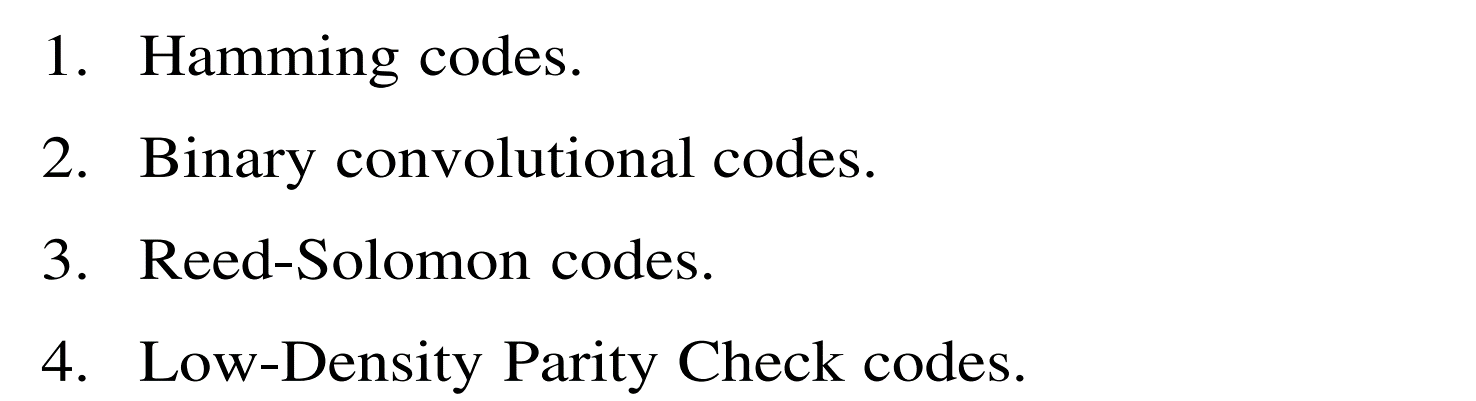 1. Hamming codes.
2. Binary convolutional codes.
3. Reed-Solomon codes.
4. Low-Density Parity Check codes.